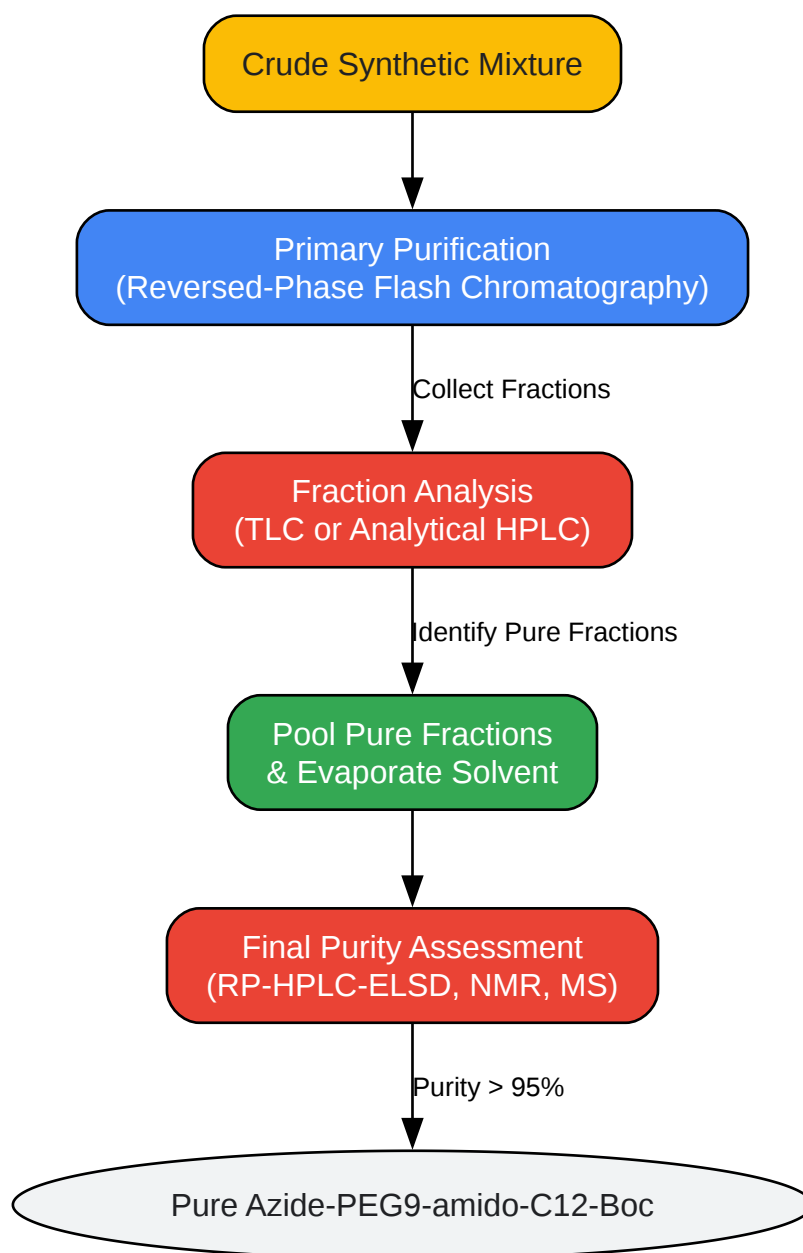 Crude Synthetic Mixture
Primary Purification
(Reversed-Phase Flash Chromatography)
Collect Fractions
Fraction Analysis
(TLC or Analytical HPLC)
Identify Pure Fractions
Pool Pure Fractions
& Evaporate Solvent
Final Purity Assessment
(RP-HPLC-ELSD, NMR, MS)
Purity > 95%
Pure Azide-PEG9-amido-C12-Boc